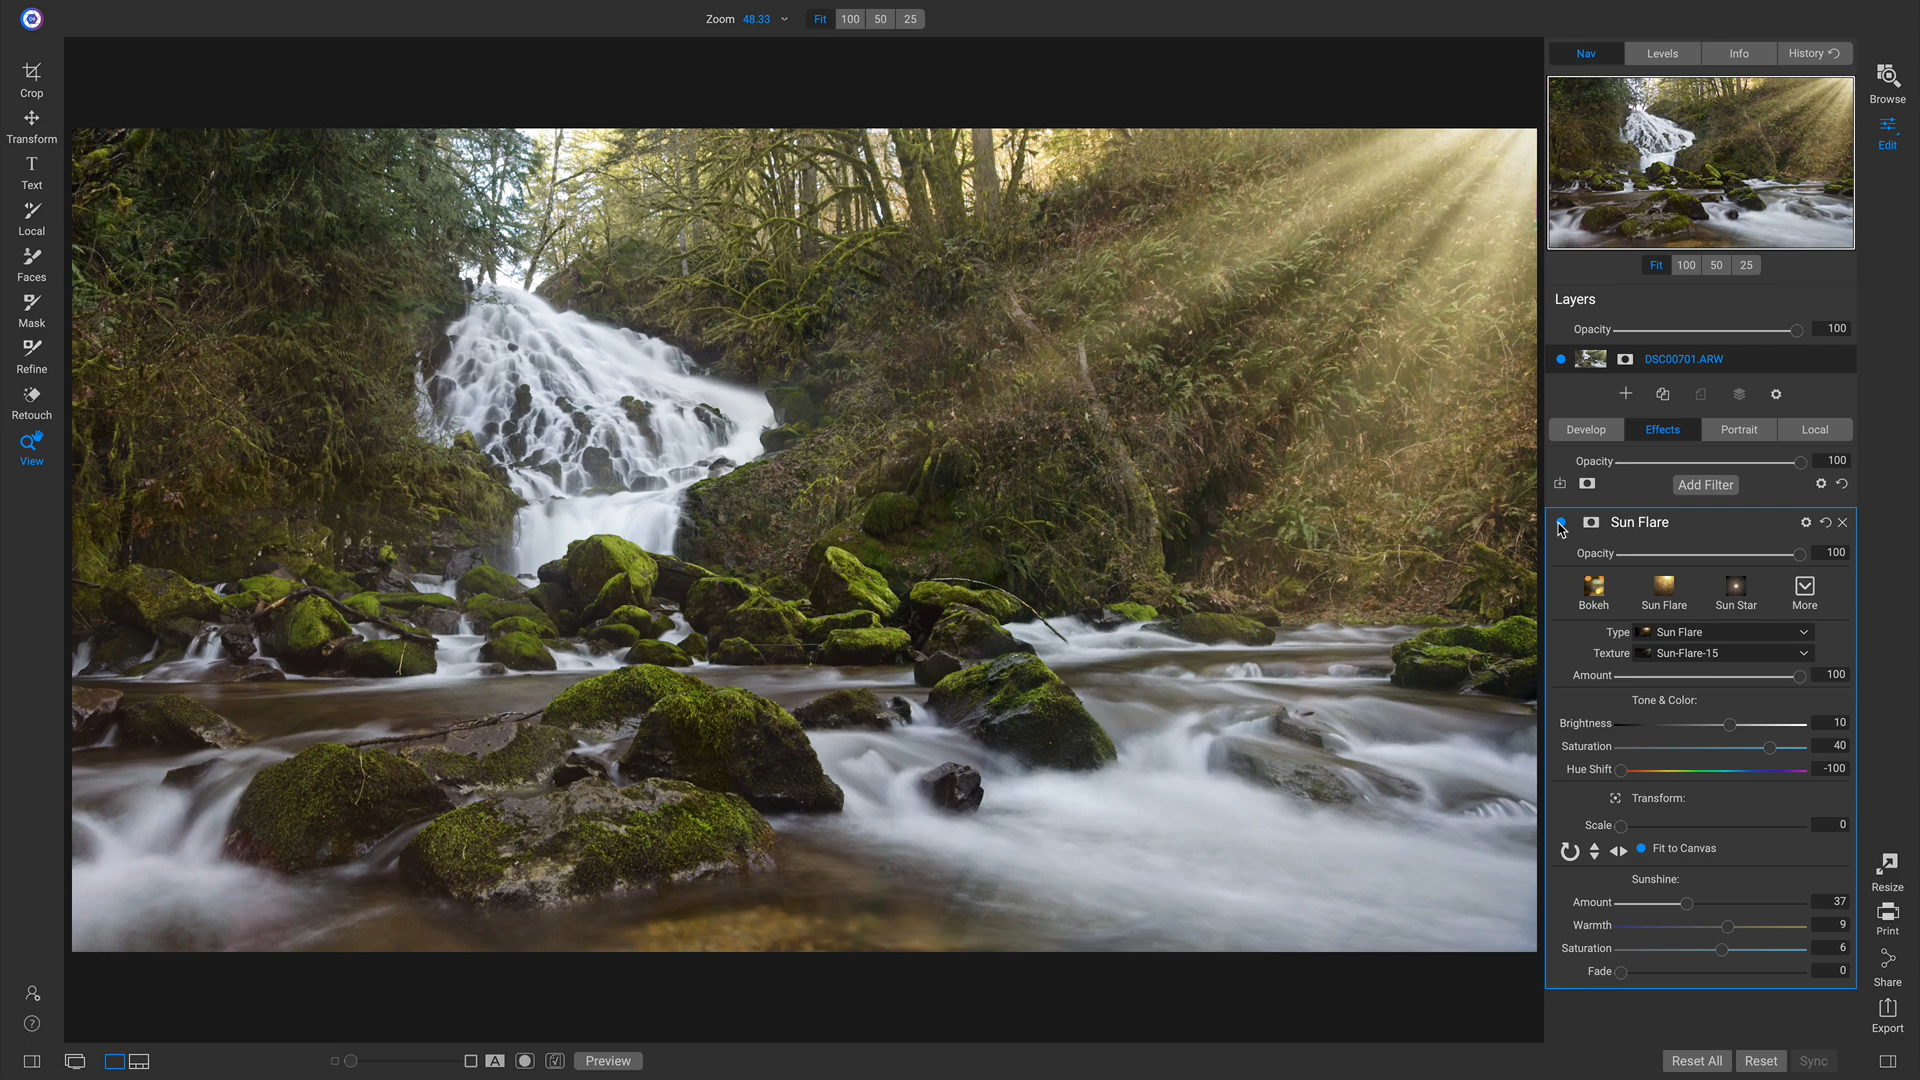 Zoom 48.33 Fit 100 50 25
Crop
Transform
T
Text
Local
Faces
Mask
Refine
Retouch
View
Nav Levels Info History
Fit 100 50 25
Layers
Opacity 100
DSC00701.ARW
Develop Effects Portrait Local
Opacity 100
Add Filter
Sun Flare
Opacity 100
Bokeh Sun Flare Sun Star More
Type Sun Flare
Texture Sun-Flare-15
Amount 100
Tone & Color:
Brightness 10
Saturation 40
Hue Shift -100
Transform:
Scale 0
Fit to Canvas
Sunshine:
Amount 37
Warmth 9
Saturation 6
Fade 0
Browse
Edit
Resize
Print
Share
Export
?
A Preview
Reset All Reset Sync